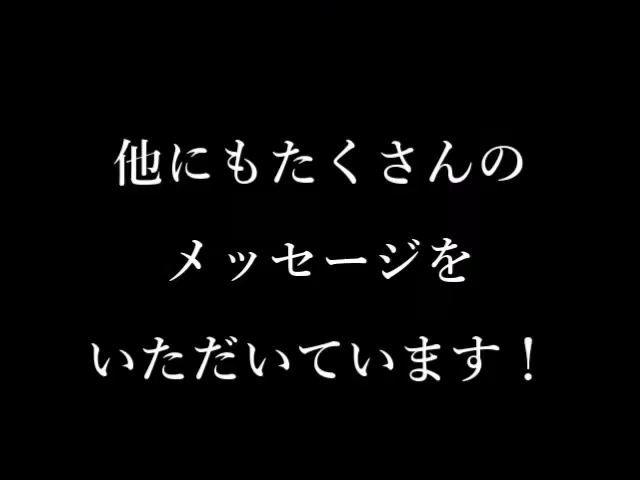 他にもたくさんの
メッセージを
いただいています！